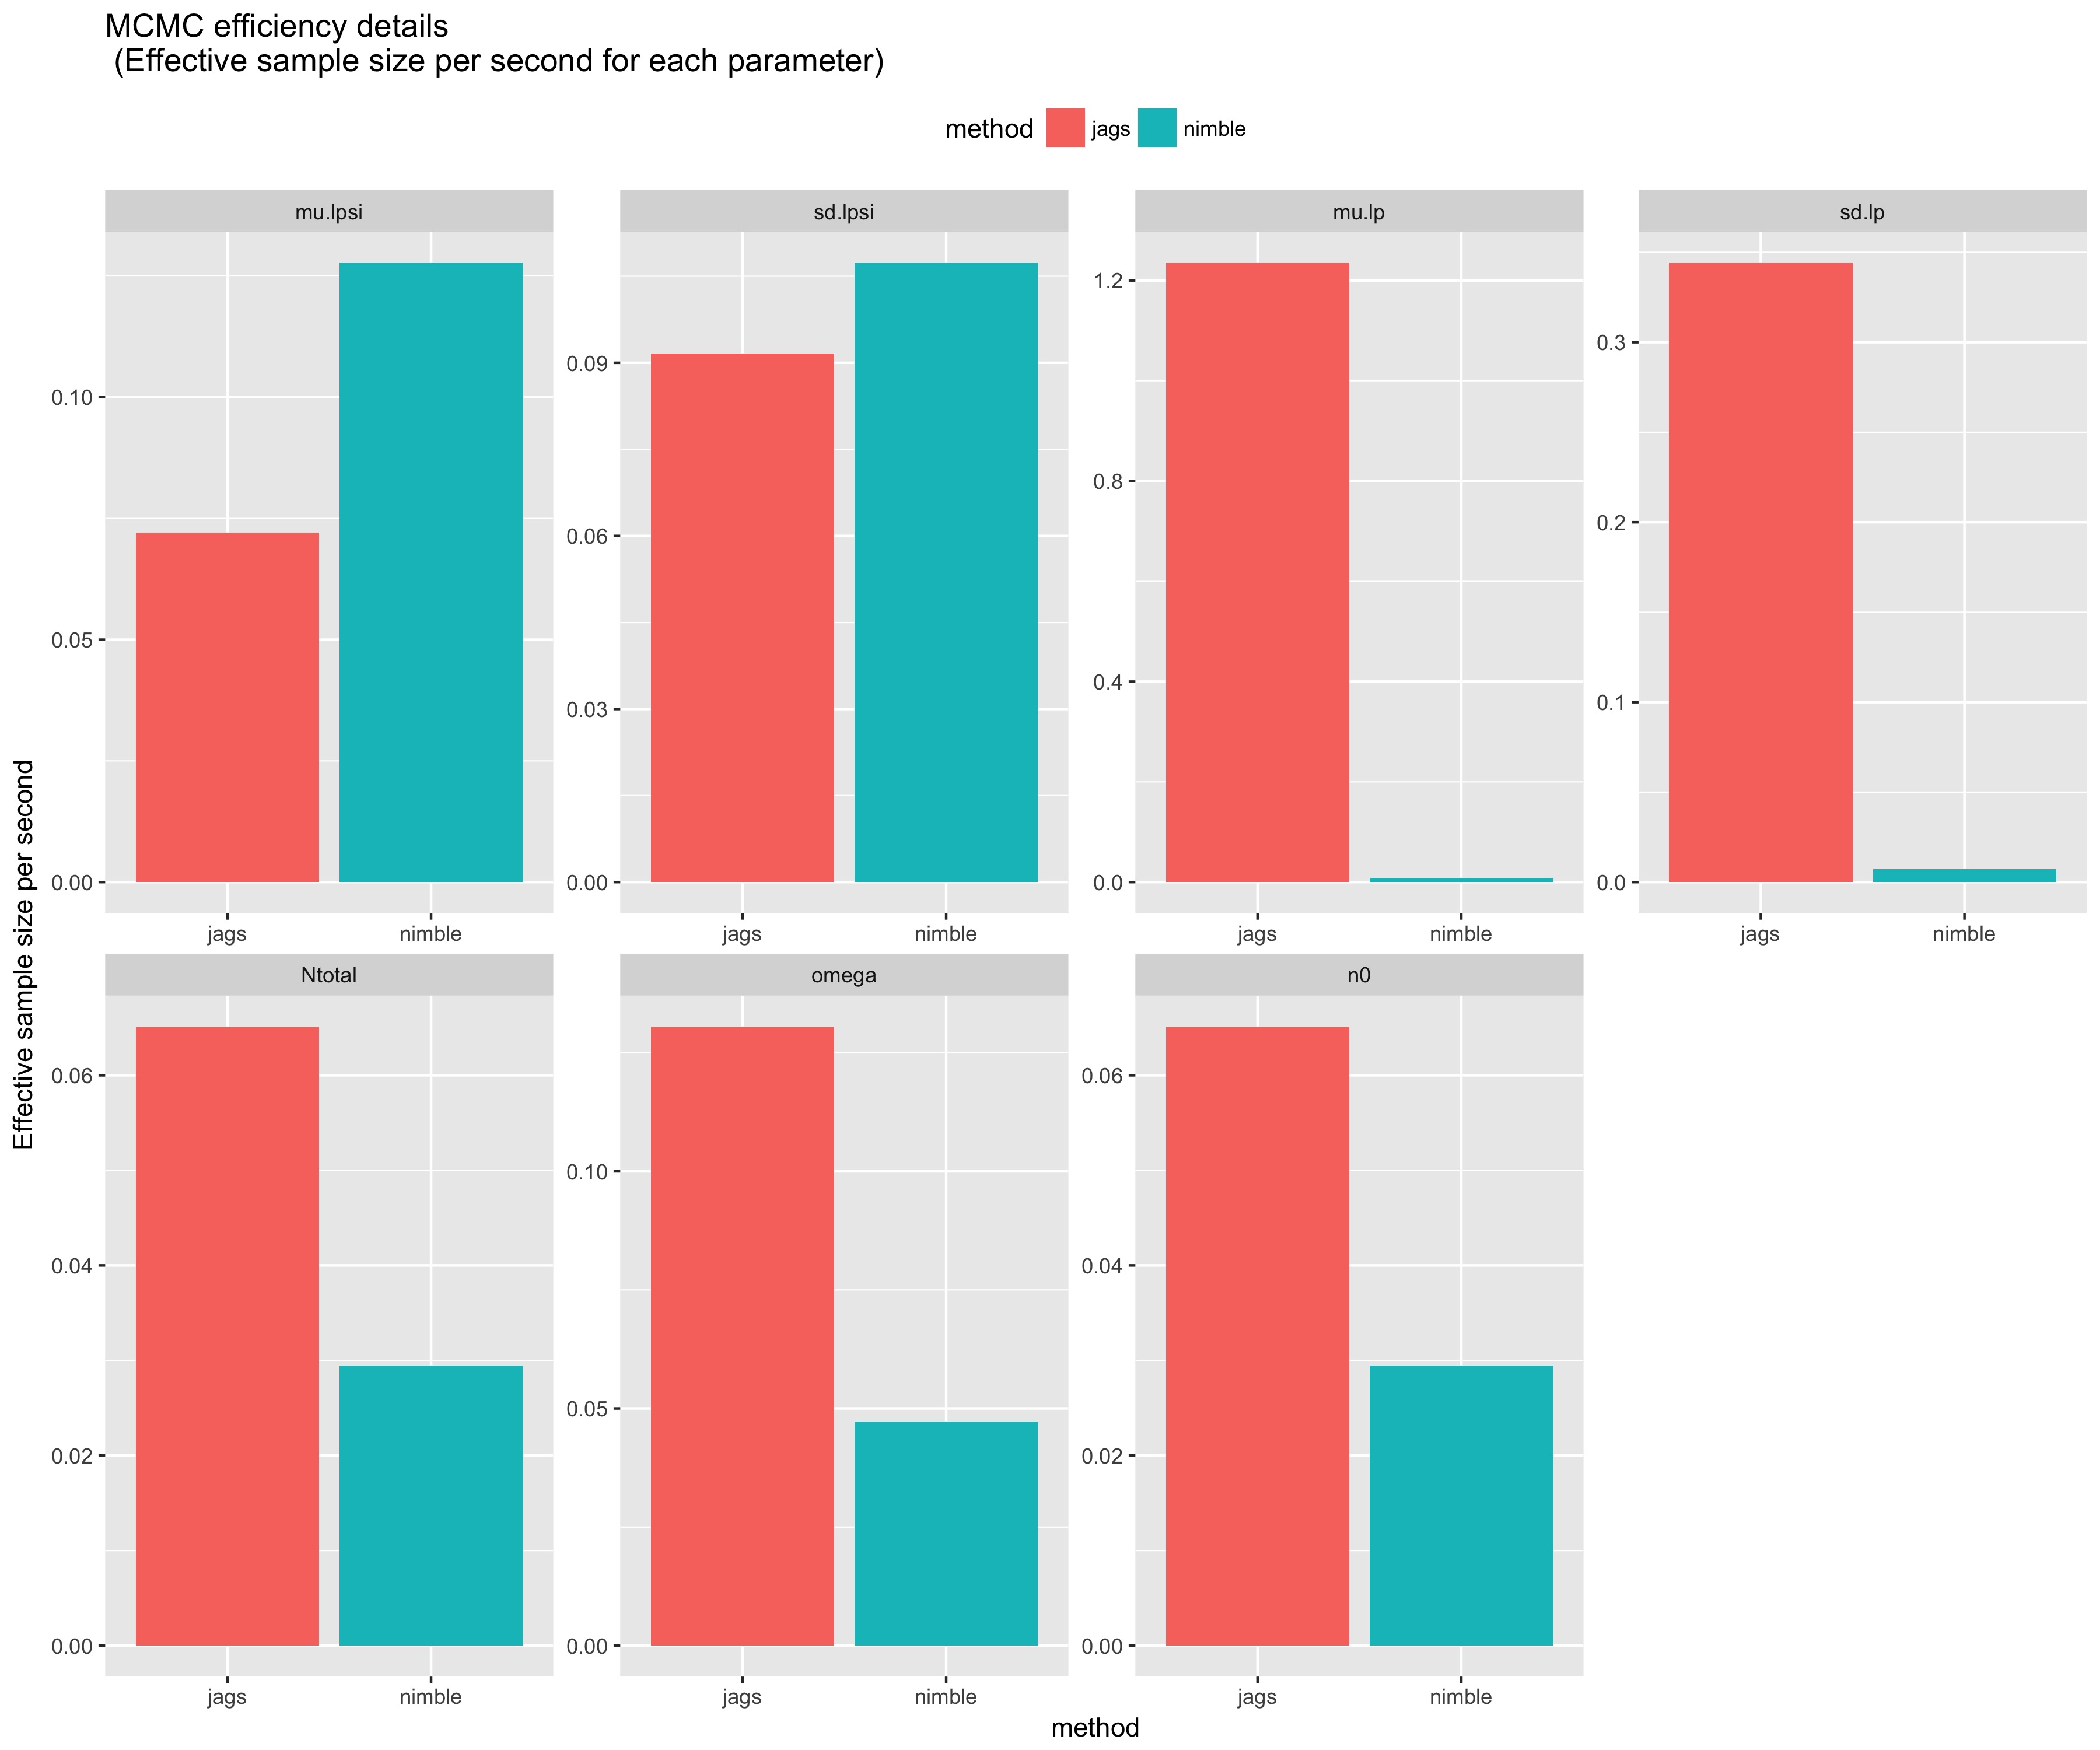 MCMC efficiency details
(Effective sample size per second for each parameter)
method jags nimble
mu.lpsi sd.lpsi mu.lp sd.lp
0.10
0.05
0.00
0.09
0.06
0.03
0.00
1.2
0.8
0.4
0.0
0.3
0.2
0.1
0.0
jags nimble jags nimble jags nimble jags nimble
Effective sample size per second
Ntotal omega n0
0.06
0.04
0.02
0.00
0.10
0.05
0.00
0.06
0.04
0.02
0.00
jags nimble jags nimble jags nimble
method